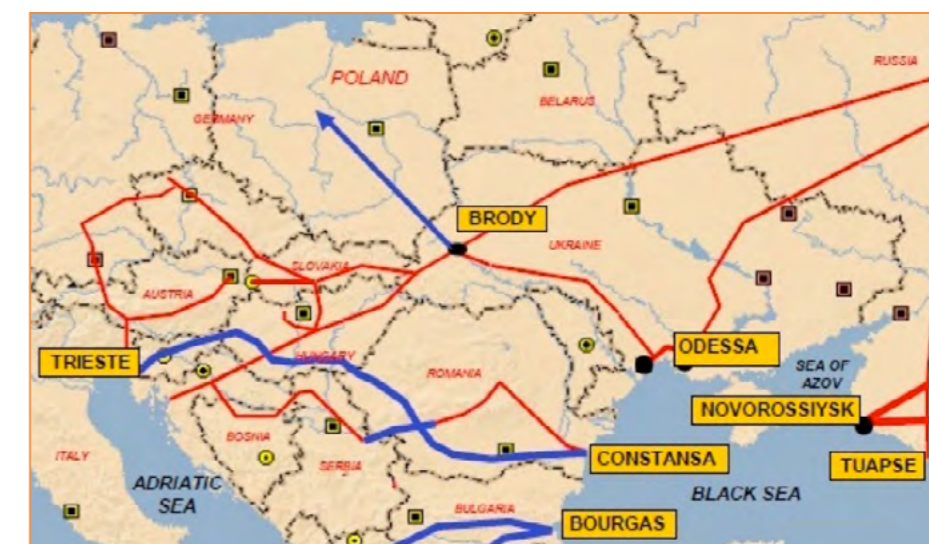 POLAND
RUSSIA
BELARUS
GERMANY
BRODY
UKRAINE
SLOVAKIA
AUSTRIA
TRIESTE
HUNGARY
ODESSA
ROMANIA
SEA OF
AZOV
NOVOROSSIYSK
BOSNIA
ITALY
SERBIA
CONSTANSA
TUAPSE
ADRIATIC
SEA
BLACK SEA
BULGARIA
BOURGAS